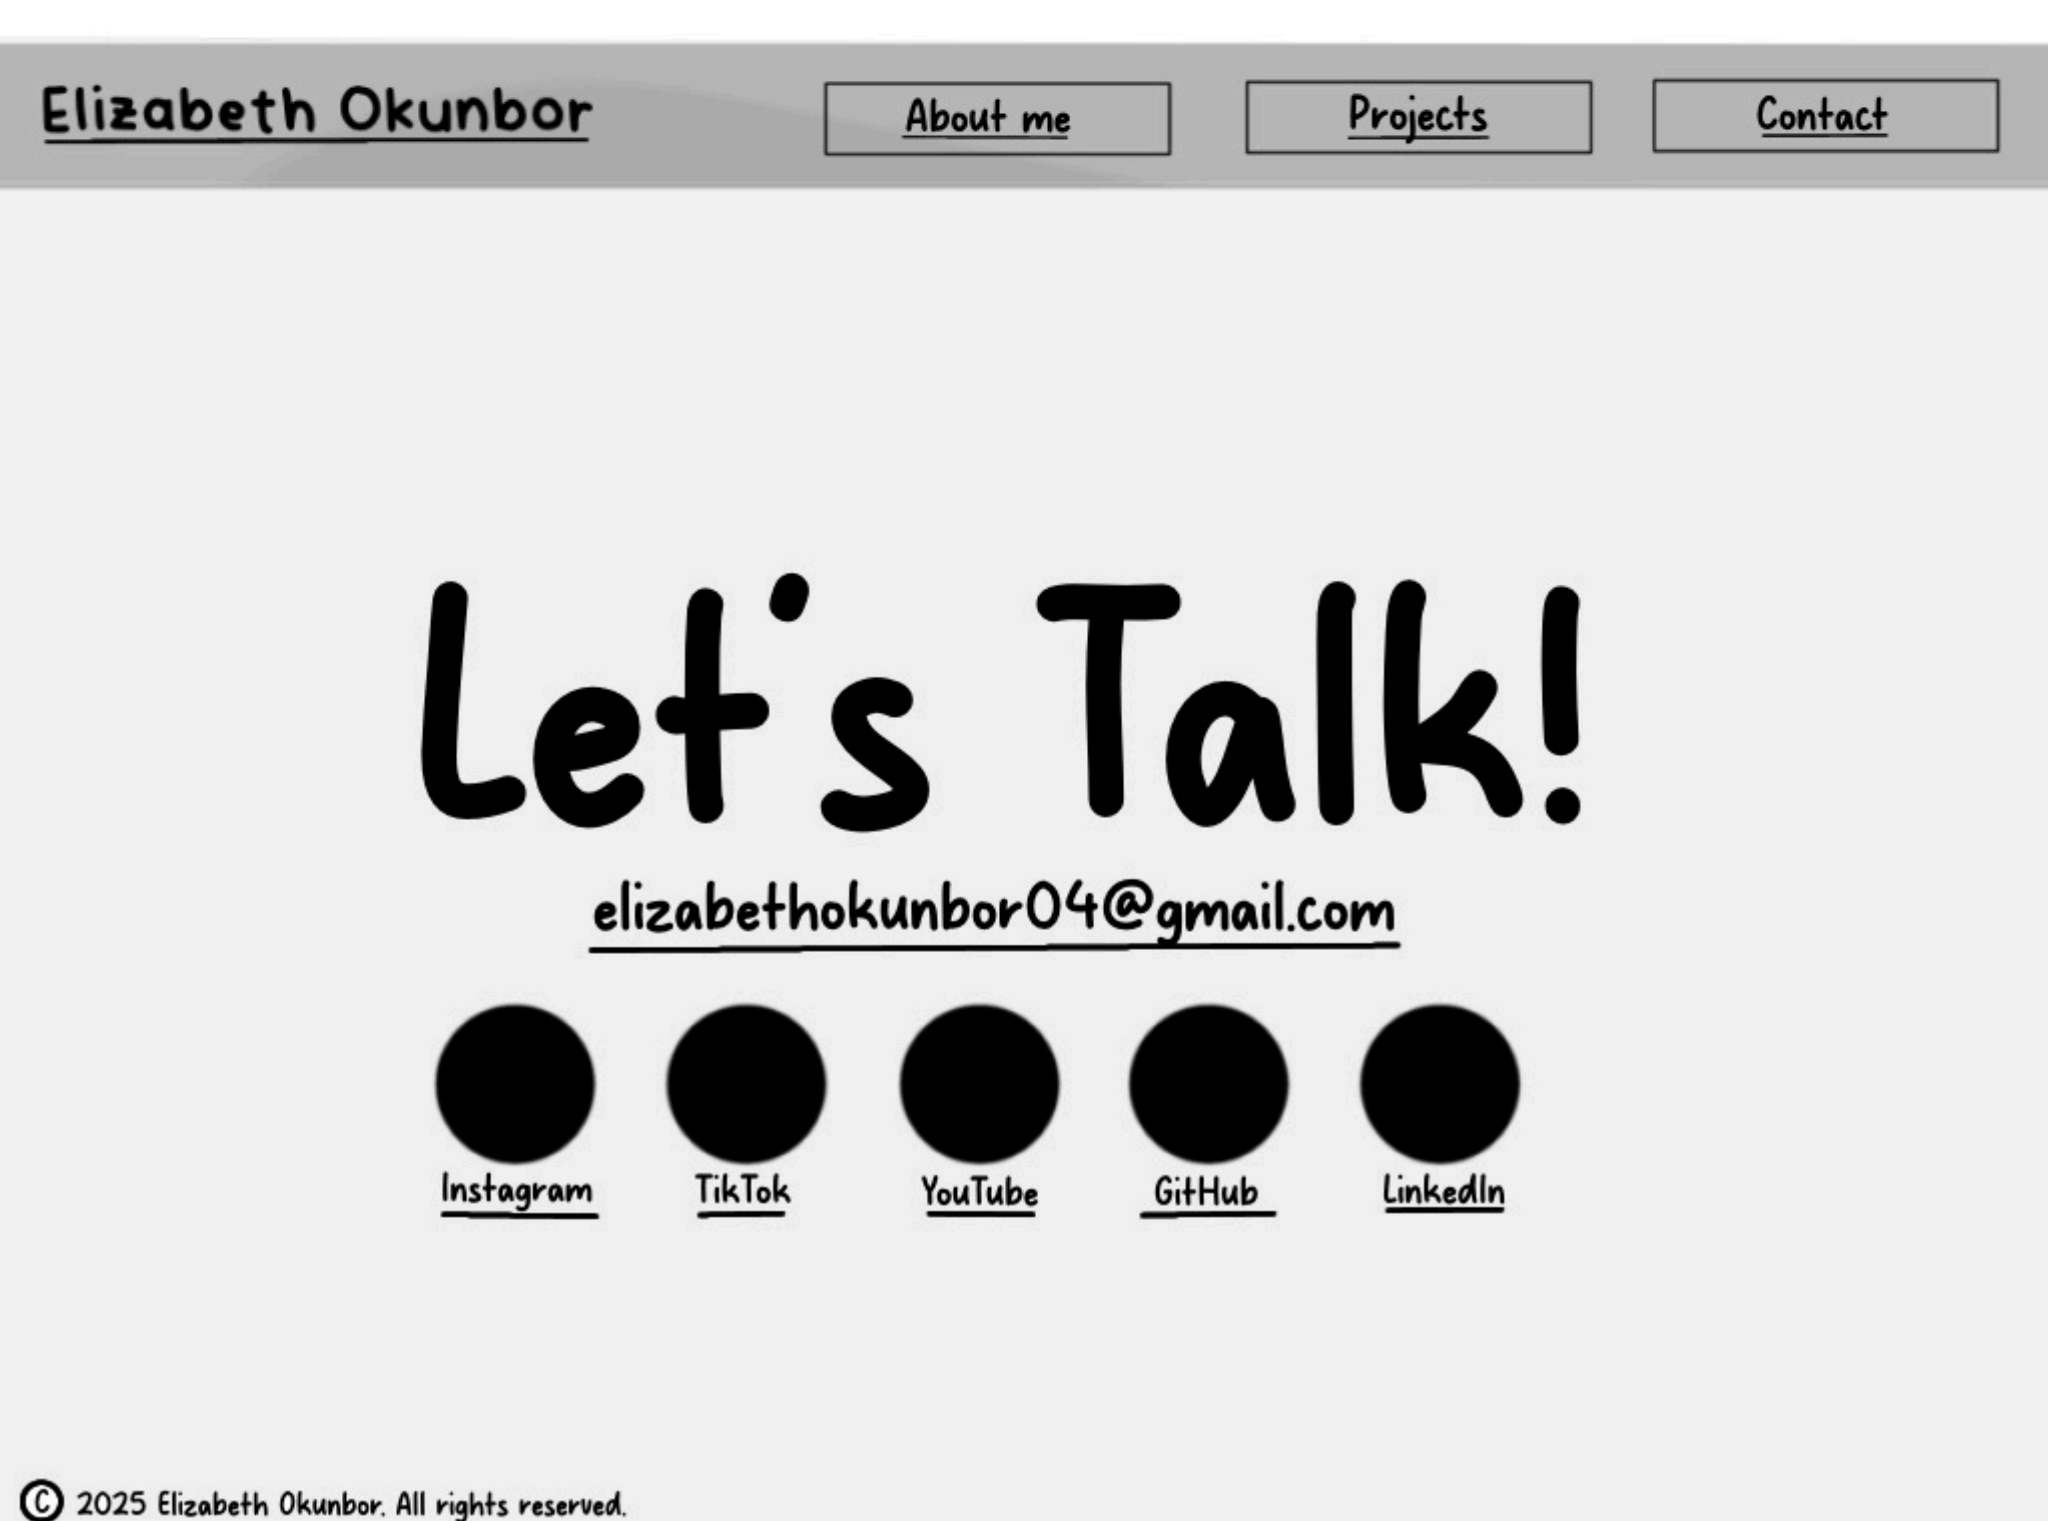 Elizabeth Okunbor About me Projects Contact
Let's Talk!
elizabethokunbor04@gmail.com
Instagram TikTok YouTube GitHub LinkedIn
© 2025 Elizabeth Okunbor. All rights reserved.